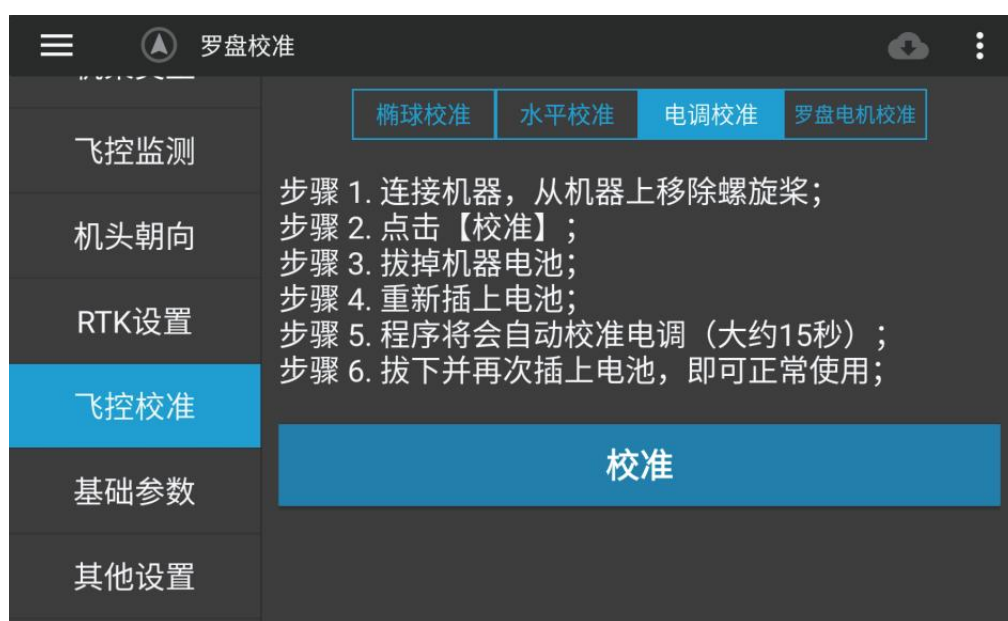 罗盘校准
飞控监测
机头朝向
RTK设置
飞控校准
基础参数
其他设置
椭球校准 水平校准 电调校准 罗盘电机校准
步骤 1. 连接机器，从机器上移除螺旋桨；
步骤 2. 点击【校准】；
步骤 3. 拔掉机器电池；
步骤 4. 重新插上电池；
步骤 5. 程序将会自动校准电调（大约15秒）；
步骤 6. 拔下并再次插上电池，即可正常使用；
校准